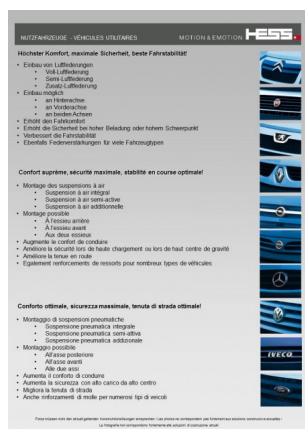 NUTZFAHRZEUGE - VÉHICULES UTILITAIRES
MOTION & EMOTION
HESS
Höchster Komfort, maximale Sicherheit, beste Fahrstabilität!
• Einbau von Luftfederungen
• Voll-Luftfederung
• Semi-Luftfederung
• Zusatz-Luftfederung
• Einbau möglich
• an Hinterachse
• an Vorderachse
• an beiden Achsen
• Erhöht den Fahrkomfort
• Erhöht die Sicherheit bei hoher Beladung oder hohem Schwerpunkt
• Verbessert die Fahrstabilität
• Ebenfalls Federverstärkungen für viele Fahrzeugtypen
Confort suprème, sécurité maximale, stabilité en course optimale!
• Montage des suspensions à air
• Suspension à air intégral
• Suspension à air semi-active
• Suspension à air additionnelle
• Montage possible
• À l'essieu arrière
• À l'essieu avant
• Aux deux essieux
• Augmente le confort de conduire
• Améliore la sécurité lors de haute chargement ou lors de haut centre de gravité
• Améliore la tenue en route
• Egalement renforcements de ressorts pour nombreux types de véhicules
Conforto ottimale, sicurezza massimale, tenuta di strada ottimale!
• Montaggio di suspensioni pneumatiche
• Suspensione pneumatica integrale
• Suspensione pneumatica semi-attiva
• Suspensione pneumatica addizionale
• Montaggio possibile
• All'asse posteriore
• All'asse avanti
• Alle due assi
• Aumenta il conforto di condurre
• Aumenta la sicurezza con alto carico da alto centro
• Migliora la tenuta di strada
• Anche rinforzamenti di molle per numerosi tipi di veicoli
IVECO